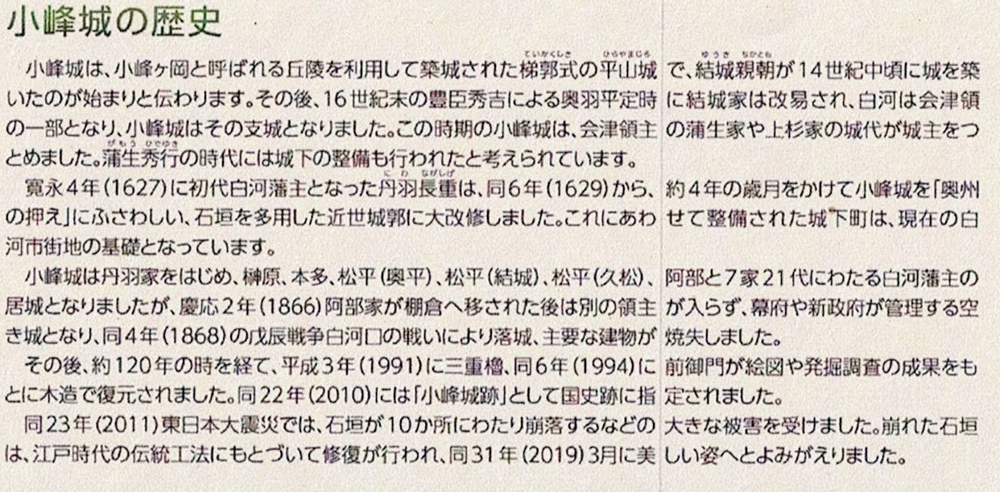 小峰城の歴史
小峰城は、小峰ヶ岡と呼ばれる丘陵を利用して築城された梯郭式の平山城で、結城親朝が14世紀中頃に城を築
いたのが始まりと伝わります。その後、16世紀末の豊臣秀吉による奥羽平定時に結城家は改易され、白河は会津領
の一部となり、小峰城はその支城となりました。この時期の小峰城は、会津領主の蒲生家や上杉家の城代が城主をつ
とめました。蒲生秀行の時代には城下の整備も行われたと考えられています。
寛永4年(1627)に初代白河藩主となった丹羽長重は、同6年(1629)から、約4年の歳月をかけて小峰城を「奥州
の押え」にふさわしい、石垣を多用した近世城郭に大改修しました。これにあわせて整備された城下町は、現在の白
河市街地の基礎となっています。
小峰城は丹羽家をはじめ、榊原、本多、松平(奥平)、松平(結城)、松平(久松)、阿部と7家21代にわたる白河藩主の
居城となりましたが、慶応2年(1866)阿部家が棚倉へ移された後は別の領主が入らず、幕府や新政府が管理する空
き城となり、同4年(1868)の戊辰戦争白河口の戦いにより落城、主要な建物が焼失しました。
その後、約120年の時を経て、平成3年(1991)に三重櫓、同6年(1994)に前御門が絵図や発掘調査の成果をも
とに木造で復元されました。同22年(2010)には「小峰城跡」として国史跡に指定されました。
同23年(2011)東日本大震災では、石垣が10か所にわたり崩落するなどの大きな被害を受けました。崩れた石垣
は、江戸時代の伝統工法にもとづいて修復が行われ、同31年(2019)3月に美しい姿へとよみがえりました。